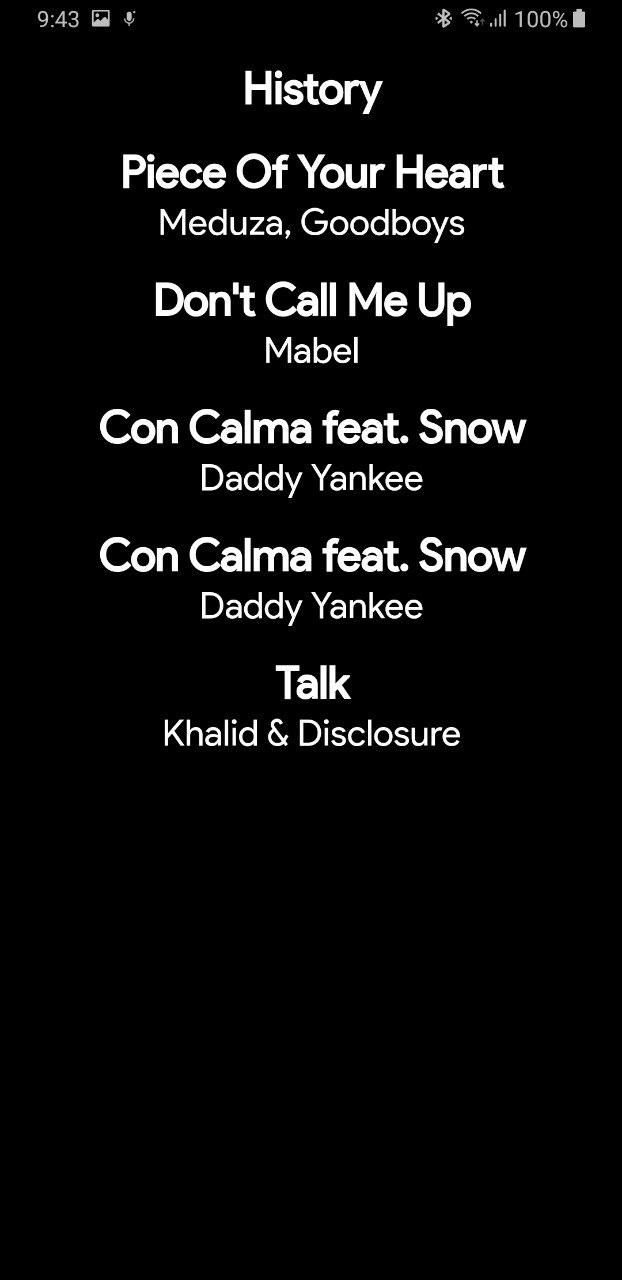 9:43 100%
History
Piece Of Your Heart
Meduza, Goodboys
Don't Call Me Up
Mabel
Con Calma feat. Snow
Daddy Yankee
Con Calma feat. Snow
Daddy Yankee
Talk
Khalid & Disclosure